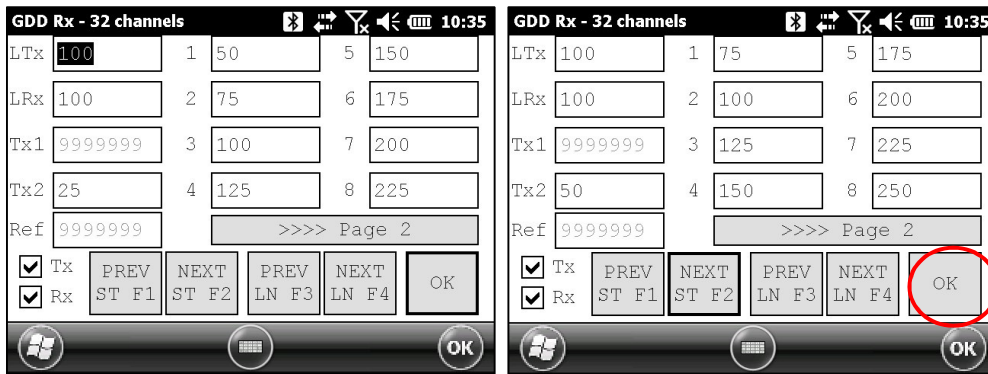 GDD Rx - 32 channels 10:35
LTx 100 1 50 5 150
LRx 100 2 75 6 175
Tx1 9999999 3 100 7 200
Tx2 25 4 125 8 225
Ref 9999999 >>>> Page 2
Tx PREV NEXT PREV NEXT OK
Rx ST F1 ST F2 LN F3 LN F4
OK
GDD Rx - 32 channels 10:35
LTx 100 1 75 5 175
LRx 100 2 100 6 200
Tx1 9999999 3 125 7 225
Tx2 50 4 150 8 250
Ref 9999999 >>>> Page 2
Tx PREV NEXT PREV NEXT OK
Rx ST F1 ST F2 LN F3 LN F4
OK